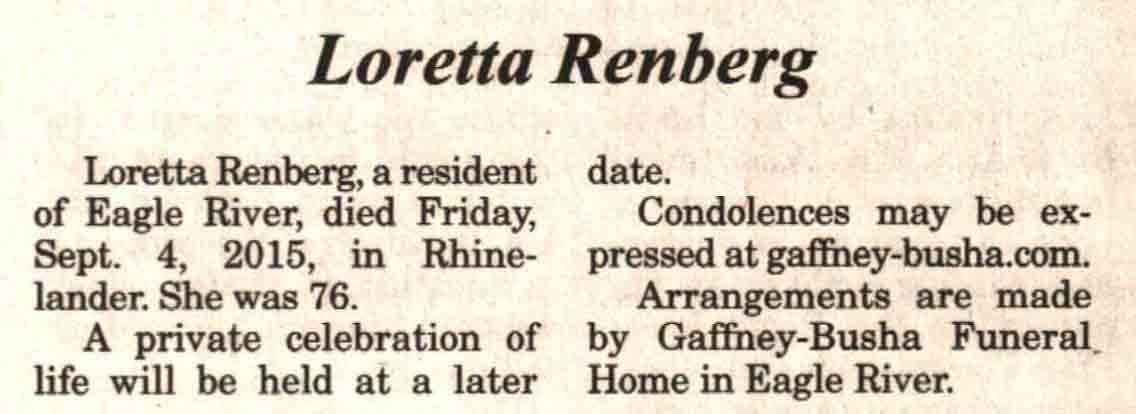 Loretta Renberg
Loretta Renberg, a resident
of Eagle River, died Friday,
Sept. 4, 2015, in Rhine-
lander. She was 76.
A private celebration of
life will be held at a later
date.
Condolences may be ex-
pressed at gaffney-busha.com.
Arrangements are made
by Gaffney-Busha Funeral
Home in Eagle River.